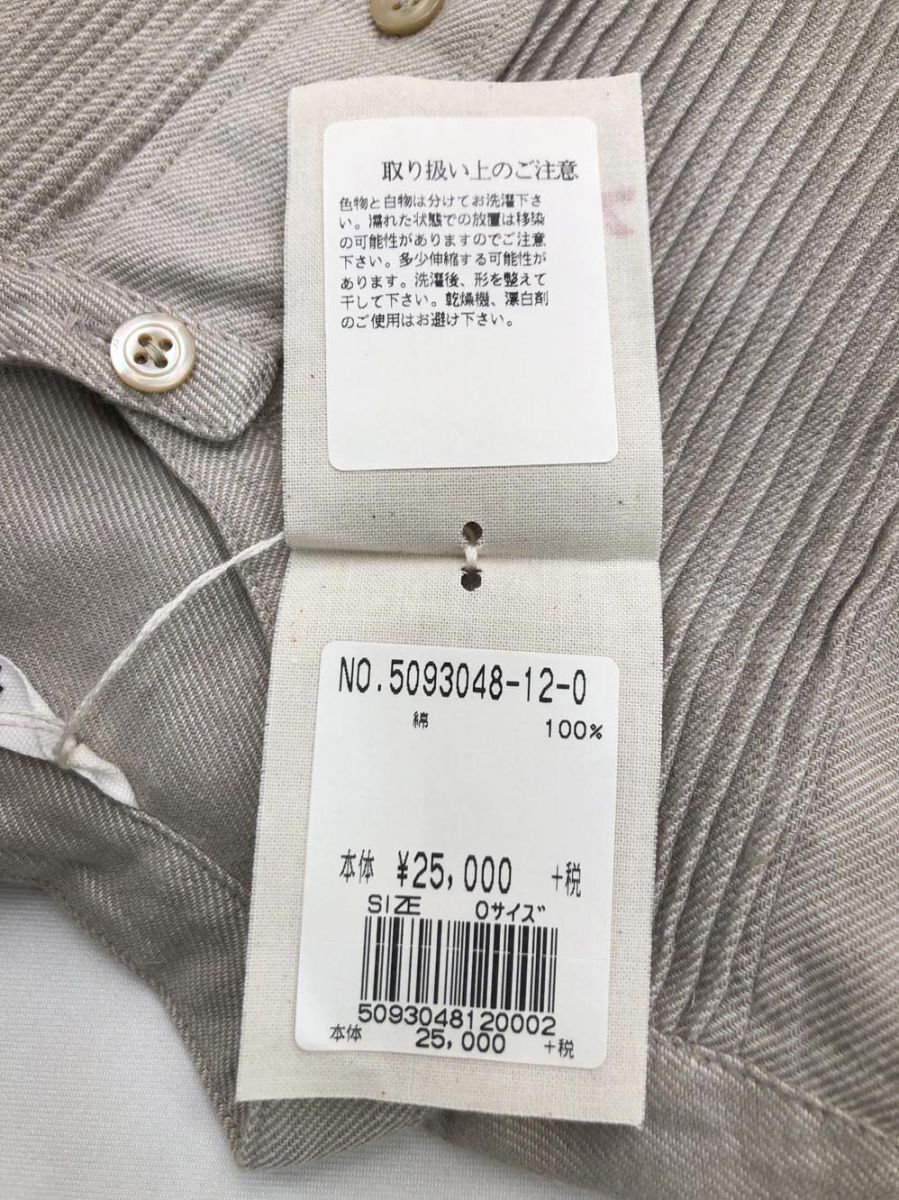 取り扱い上のご注意
色物と白物は分けてお洗濯下さ
い。濡れた状態での放置は移染
の可能性がありますのでご注意
下さい。多少伸縮する可能性が
あります。洗濯後、形を整えて
干して下さい。乾燥機、漂白剤
のご使用はお避け下さい。
NO.5093048-12-0
綿 100%
本体 ¥25,000 +税
SIZE 0サイズ
5093048120002
本体 25,000 +税